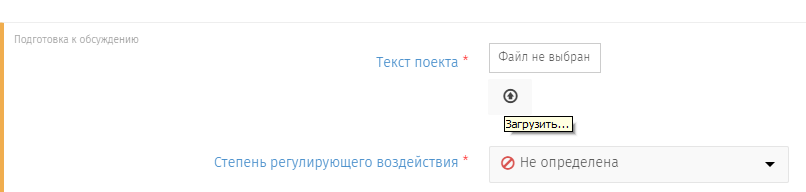 Подготовка к обсуждению
Текст поекта * Файл не выбран
Загрузить...
Степень регулирующего воздействия * Не определена